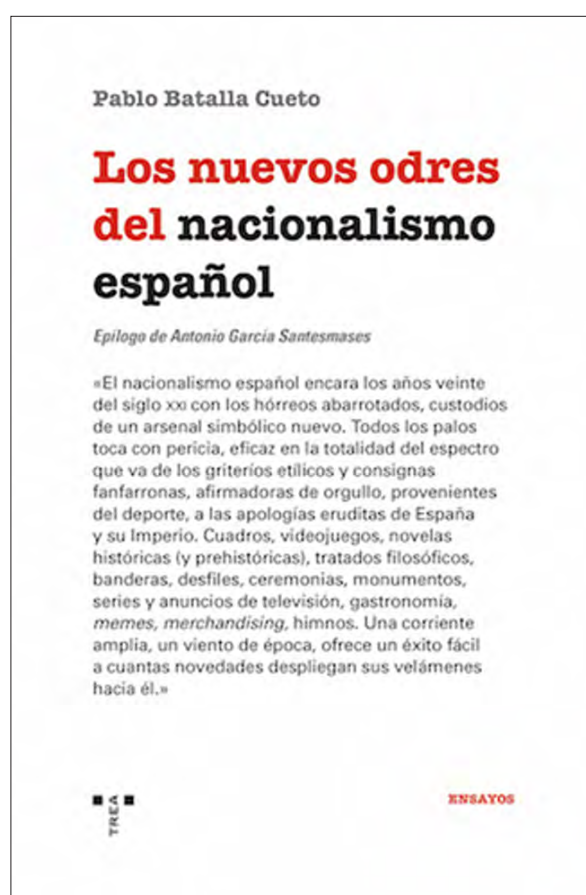 Pablo Batalla Cueto
Los nuevos odres
del nacionalismo
español
Epílogo de Antonio García Santesmases
«El nacionalismo español encara los años veinte
del siglo XXI con los hórreos abarrotados, custodios
de un arsenal simbólico nuevo. Todos los palos
toca con pericia, eficaz en la totalidad del espectro
que va de los griteríos etílicos y consignas
fanfarronas, afirmadoras de orgullo, provenientes
del deporte, a las apologías eruditas de España
y su Imperio. Cuadros, videojuegos, novelas
históricas (y prehistóricas), tratados filosóficos,
banderas, desfiles, ceremonias, monumentos,
series y anuncios de televisión, gastronomía,
memes, merchandising, himnos. Una corriente
amplia, un viento de época, ofrece un éxito fácil
a cuantas novedades despliegan sus velámenes
hacia él.»
TREA
ENSAYOS